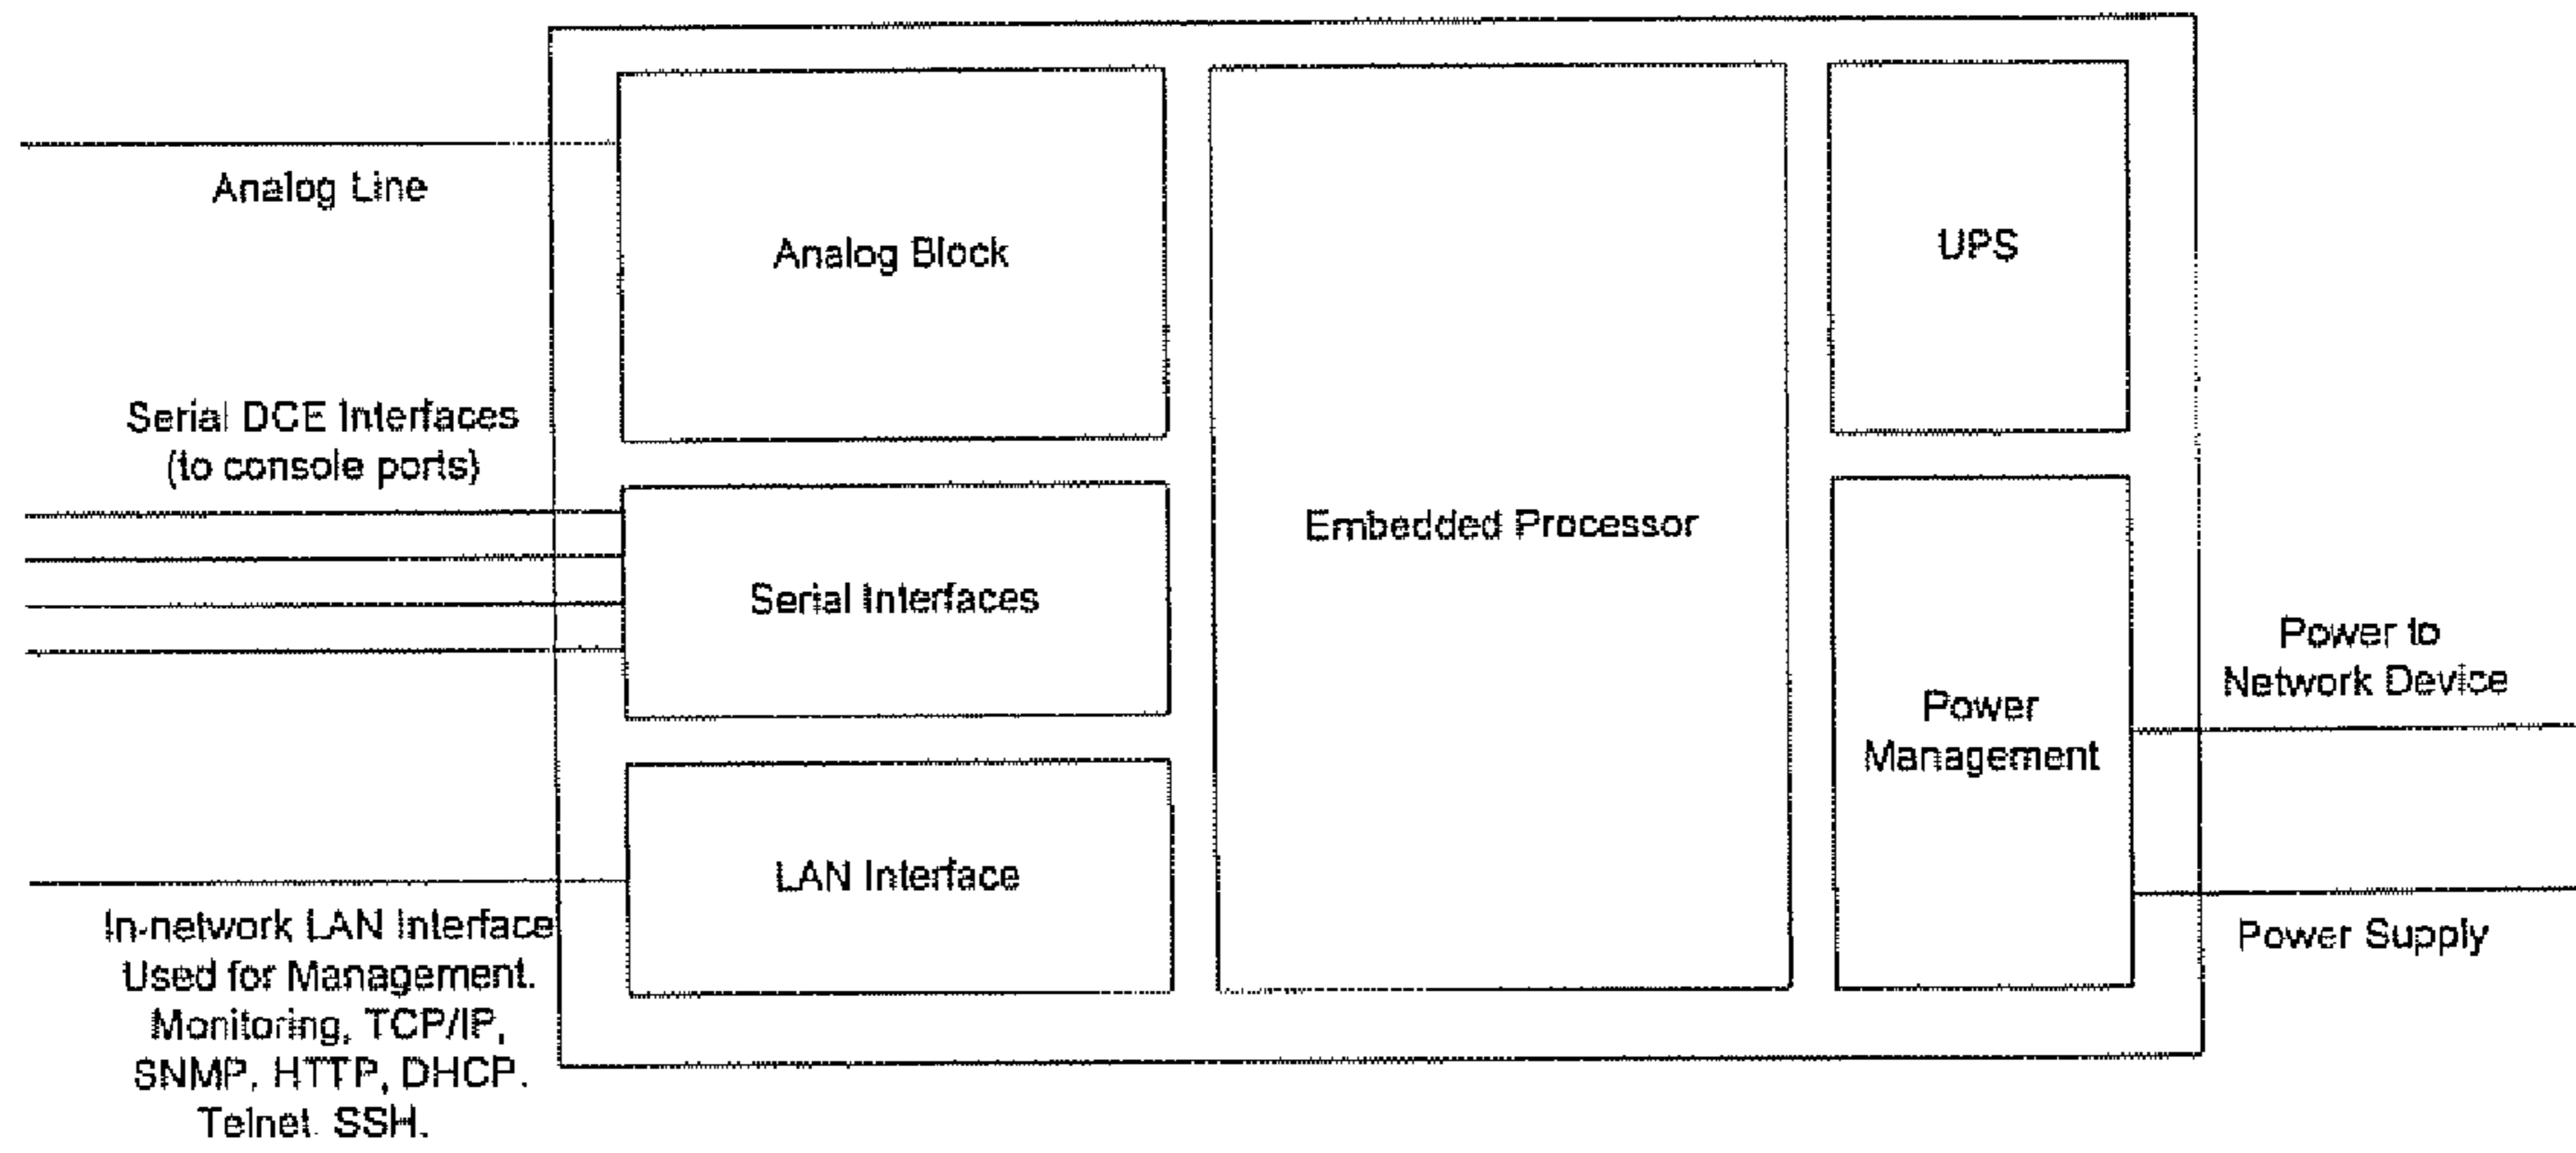 Analog Line
Analog Block
UPS
Serial DCE Interfaces
(to console ports)
Embedded Processor
Serial Interfaces
Power to
Network Device
Power
Management
LAN Interface
In-network LAN Interface
Used for Management.
Monitoring, TCP/IP,
SNMP, HTTP, DHCP.
Telnet. SSH.
Power Supply